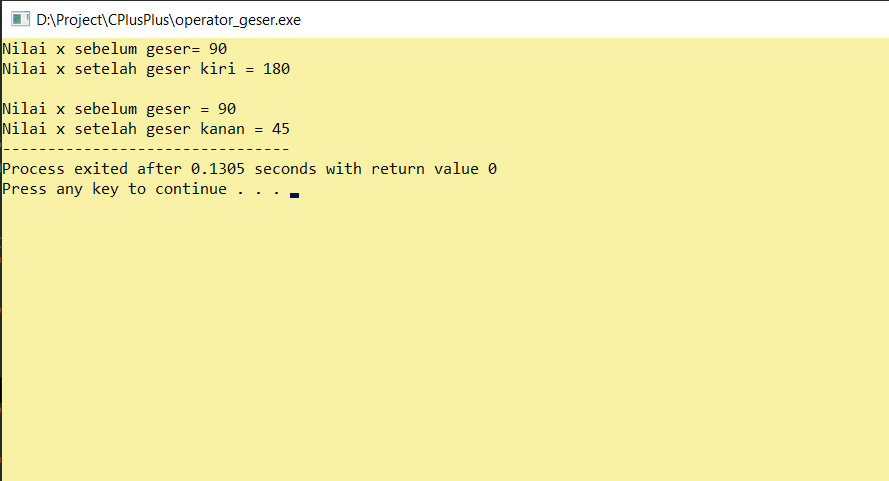 D:\Project\CPlusPlus\operator_geser.exe
Nilai x sebelum geser= 90
Nilai x setelah geser kiri = 180
Nilai x sebelum geser = 90
Nilai x setelah geser kanan = 45
--------------------------------
Process exited after 0.1305 seconds with return value 0
Press any key to continue . . .